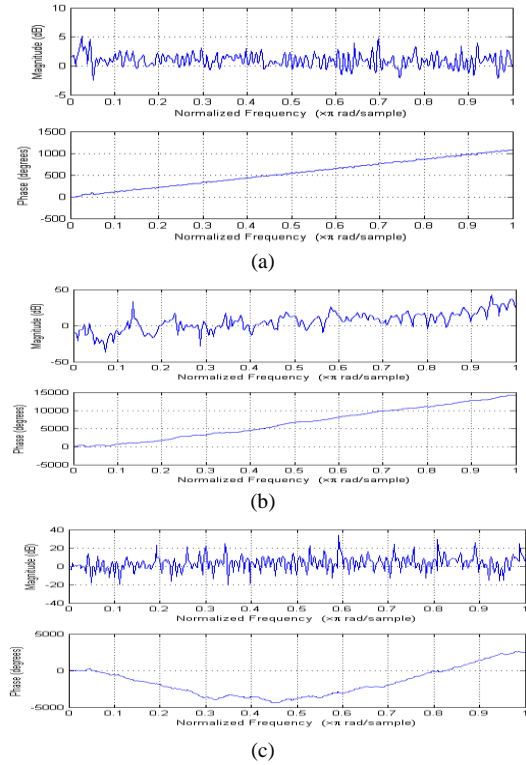 10
5
0
-5
Magnitude (dB)
0 0.1 0.2 0.3 0.4 0.5 0.6 0.7 0.8 0.9 1
Normalized Frequency (×π rad/sample)
1500
1000
500
0
-500
Phase (degrees)
0 0.1 0.2 0.3 0.4 0.5 0.6 0.7 0.8 0.9 1
Normalized Frequency (×π rad/sample)
(a)
50
0
-50
Magnitude (dB)
0 0.1 0.2 0.3 0.4 0.5 0.6 0.7 0.8 0.9 1
Normalized Frequency (×π rad/sample)
15000
10000
5000
0
-5000
Phase (degrees)
0 0.1 0.2 0.3 0.4 0.5 0.6 0.7 0.8 0.9 1
Normalized Frequency (×π rad/sample)
(b)
40
20
0
-20
-40
Magnitude (dB)
0 0.1 0.2 0.3 0.4 0.5 0.6 0.7 0.8 0.9 1
Normalized Frequency (×π rad/sample)
5000
0
-5000
Phase (degrees)
0 0.1 0.2 0.3 0.4 0.5 0.6 0.7 0.8 0.9 1
Normalized Frequency (×π rad/sample)
(c)